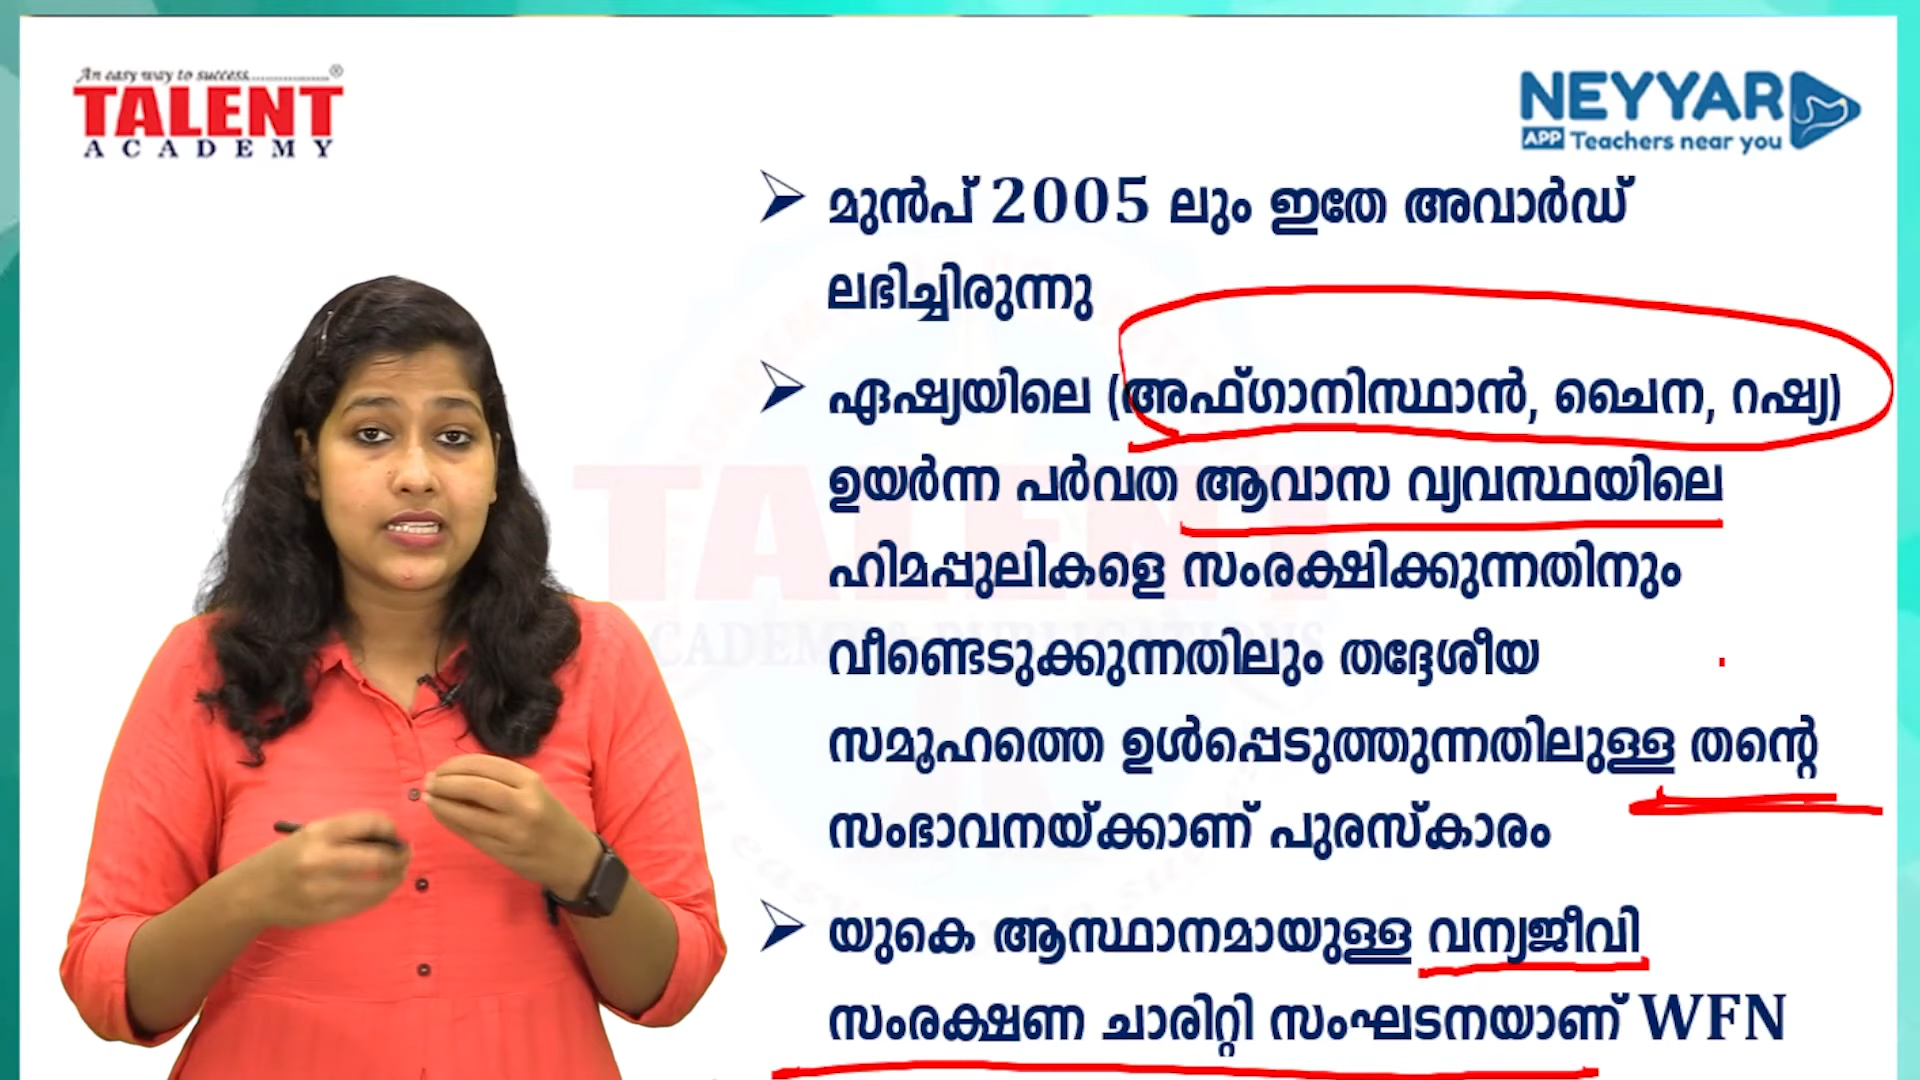 An easy way to success..................®
TALENT
ACADEMY
NEYYAR
APP Teachers near you
മുൻപ് 2005 ലും ഇതേ അവാർഡ്
ലഭിച്ചിരുന്നു
ഏഷ്യയിലെ (അഫ്ഗാനിസ്ഥാൻ, ചൈന, റഷ്യ)
ഉയർന്ന പർവത ആവാസ വ്യവസ്ഥയിലെ
ഹിമപ്പുലികളെ സംരക്ഷിക്കുന്നതിനും
വീണ്ടെടുക്കുന്നതിലും തദ്ദേശീയ
സമൂഹത്തെ ഉൾപ്പെടുത്തുന്നതിലുള്ള തന്റെ
സംഭാവനയ്ക്കാണ് പുരസ്കാരം
യുകെ ആസ്ഥാനമായുള്ള വന്യജീവി
സംരക്ഷണ ചാരിറ്റി സംഘടനയാണ് WFN